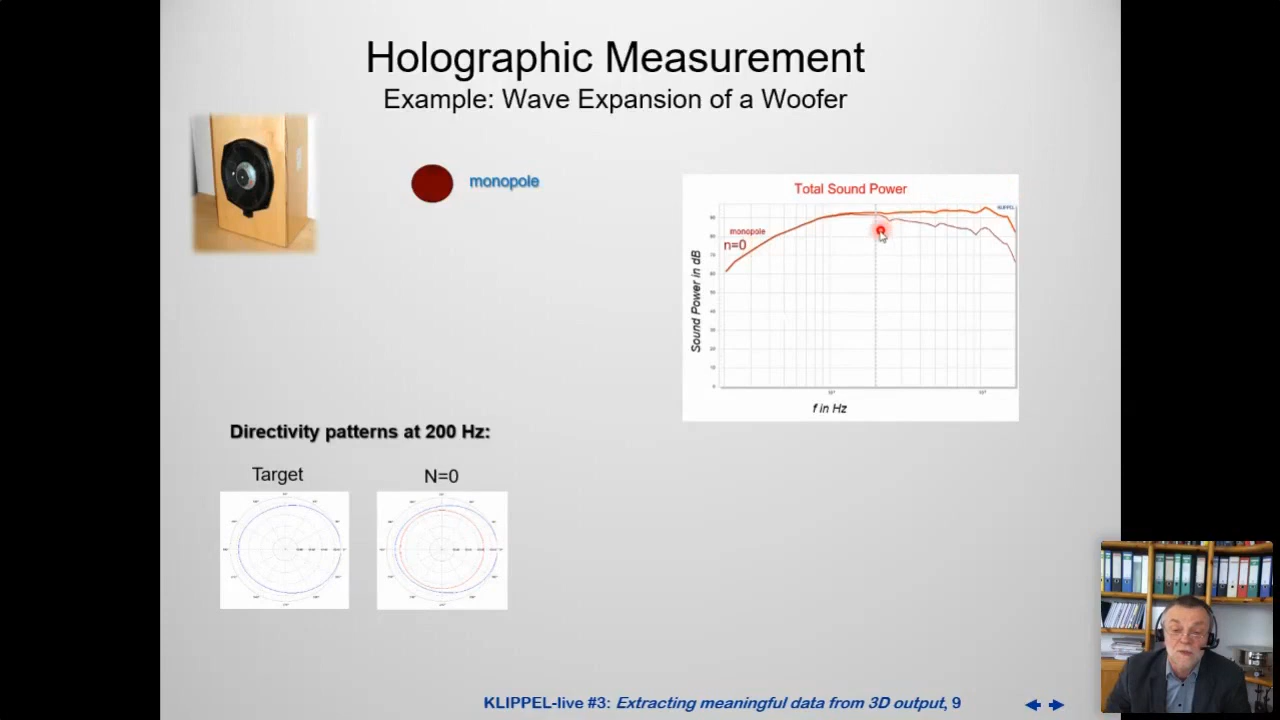 Holographic Measurement
Example: Wave Expansion of a Woofer
monopole
Total Sound Power
KLIPPEL
monopole
n=0
Sound Power in dB
f in Hz
Directivity patterns at 200 Hz:
Target
N=0
KLIPPEL-live #3: Extracting meaningful data from 3D output, 9